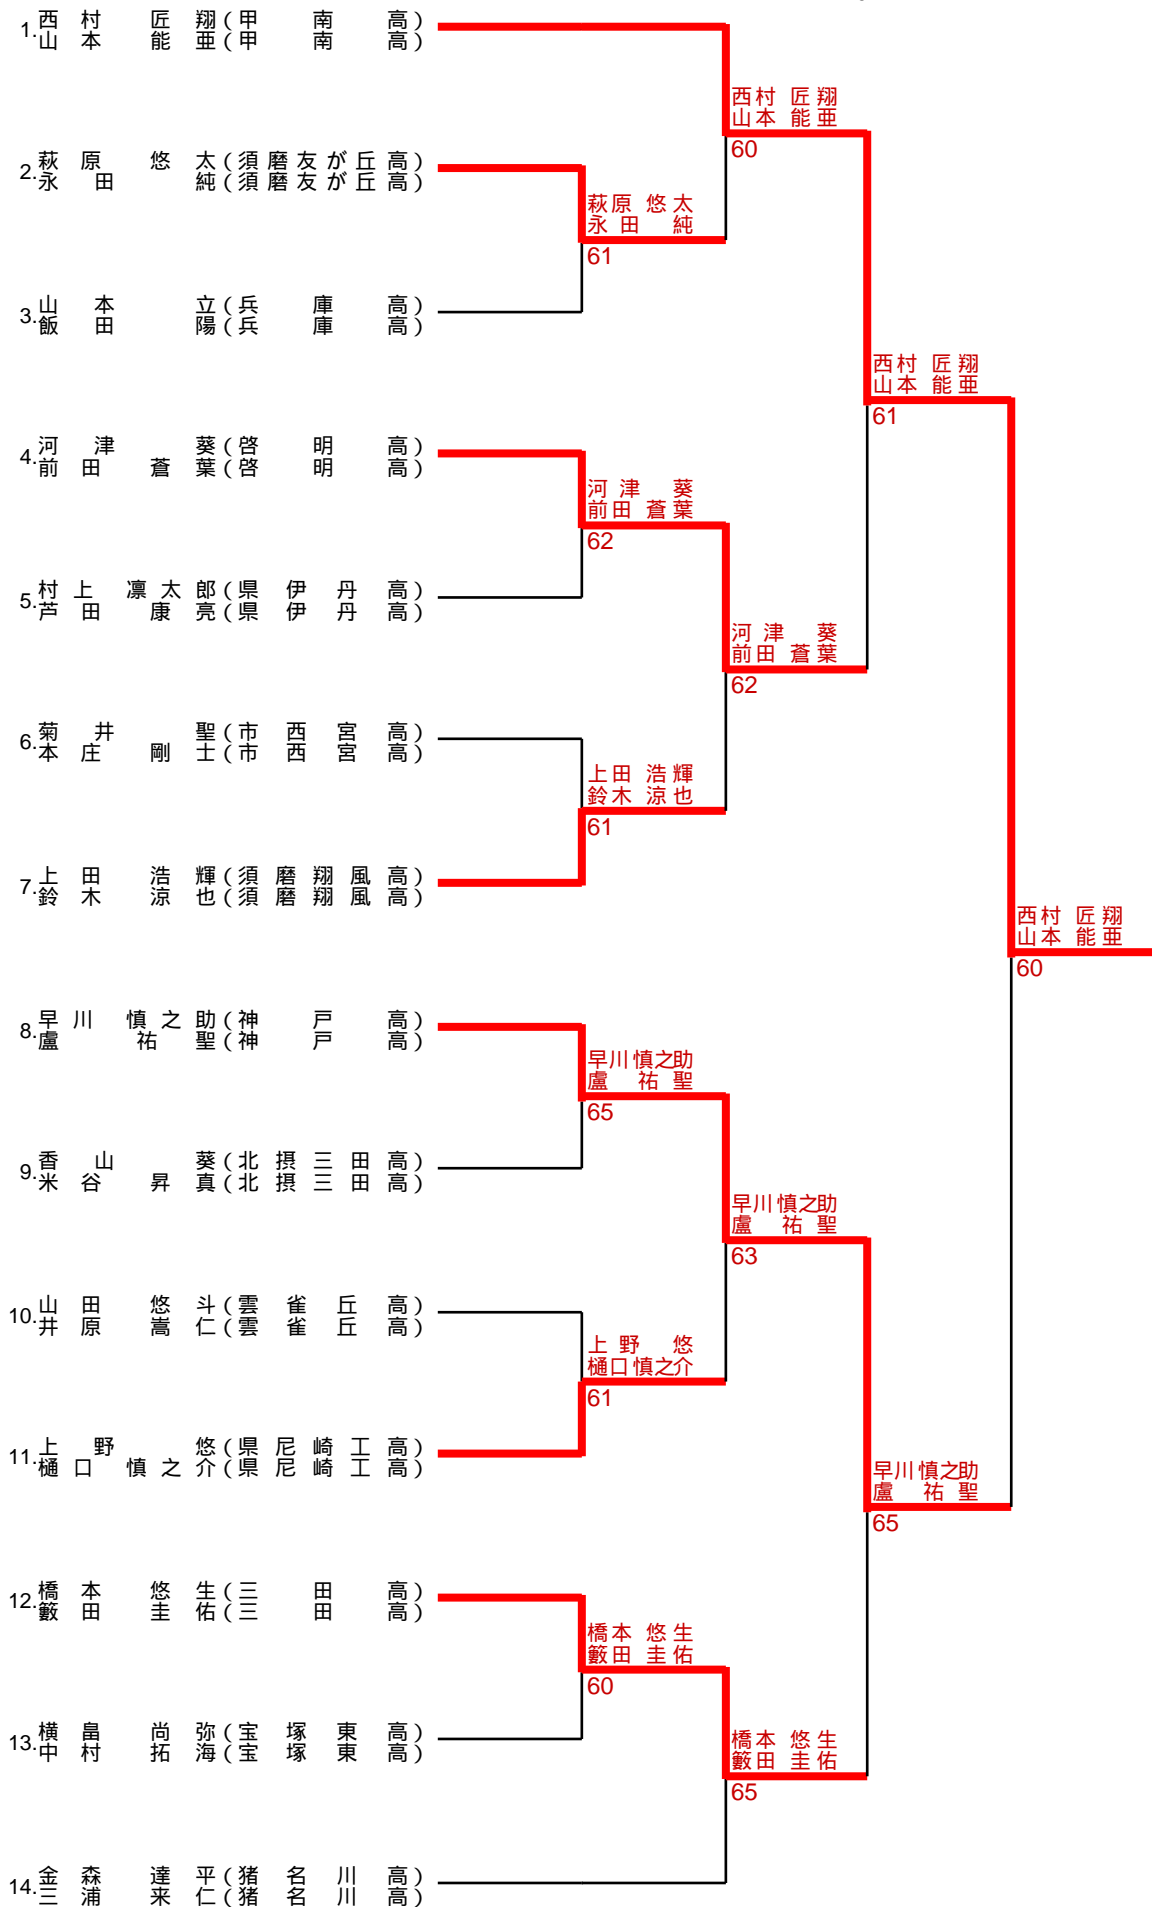 1. 西村 匠翔(甲南高)
山本 能亜(甲南高)
西村 匠翔
山本 能亜
60
2. 萩原 悠太(須磨友が丘高)
永田 純(須磨友が丘高)
萩原 悠太
永田 純
61
3. 山本 立(兵庫高)
飯田 陽(兵庫高)
西村 匠翔
山本 能亜
61
4. 河津 葵(啓明高)
前田 蒼葉(啓明高)
河津 葵
前田 蒼葉
62
5. 村上 凛太郎(県伊丹高)
芦田 康亮(県伊丹高)
河津 葵
前田 蒼葉
62
6. 菊井 聖(市西宮高)
本庄 剛士(市西宮高)
上田 浩輝
鈴木 涼也
61
7. 上田 浩輝(須磨翔風高)
鈴木 涼也(須磨翔風高)
西村 匠翔
山本 能亜
60
8. 早川 慎之助(神戸高)
盧 祐聖(神戸高)
早川 慎之助
盧 祐聖
65
9. 香山 葵(北摂三田高)
米谷 昇真(北摂三田高)
早川 慎之助
盧 祐聖
63
10. 山田 悠斗(雲雀丘高)
井原 嵩仁(雲雀丘高)
上野 悠
樋口 慎之介
61
11. 上野 悠(県尼崎工高)
樋口 慎之介(県尼崎工高)
早川 慎之助
盧 祐聖
65
12. 橋本 悠生(三田高)
籔田 圭佑(三田高)
橋本 悠生
籔田 圭佑
60
13. 横畠 尚弥(宝塚東高)
中村 拓海(宝塚東高)
橋本 悠生
籔田 圭佑
65
14. 金森 達平(猪名川高)
三浦 来仁(猪名川高)